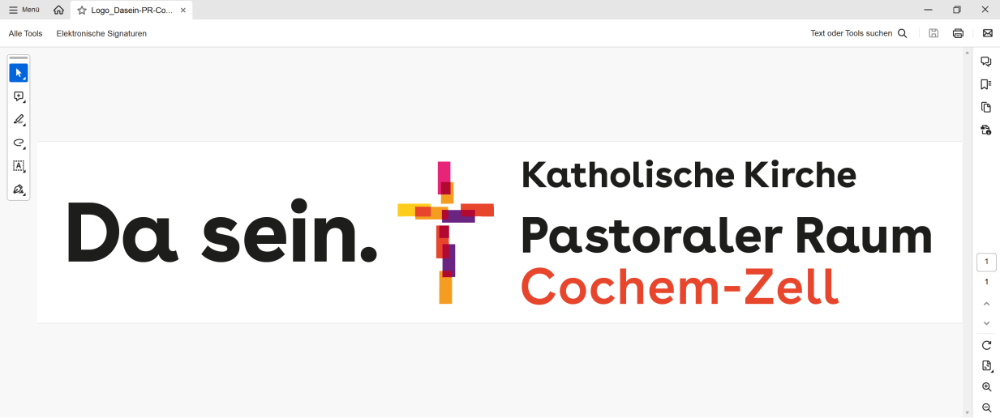 Menü
Logo_Dasein-PR-Co...
Alle Tools Elektronische Signaturen
Text oder Tools suchen
Da sein.
Katholische Kirche
Pastoraler Raum
Cochem-Zell
1
1